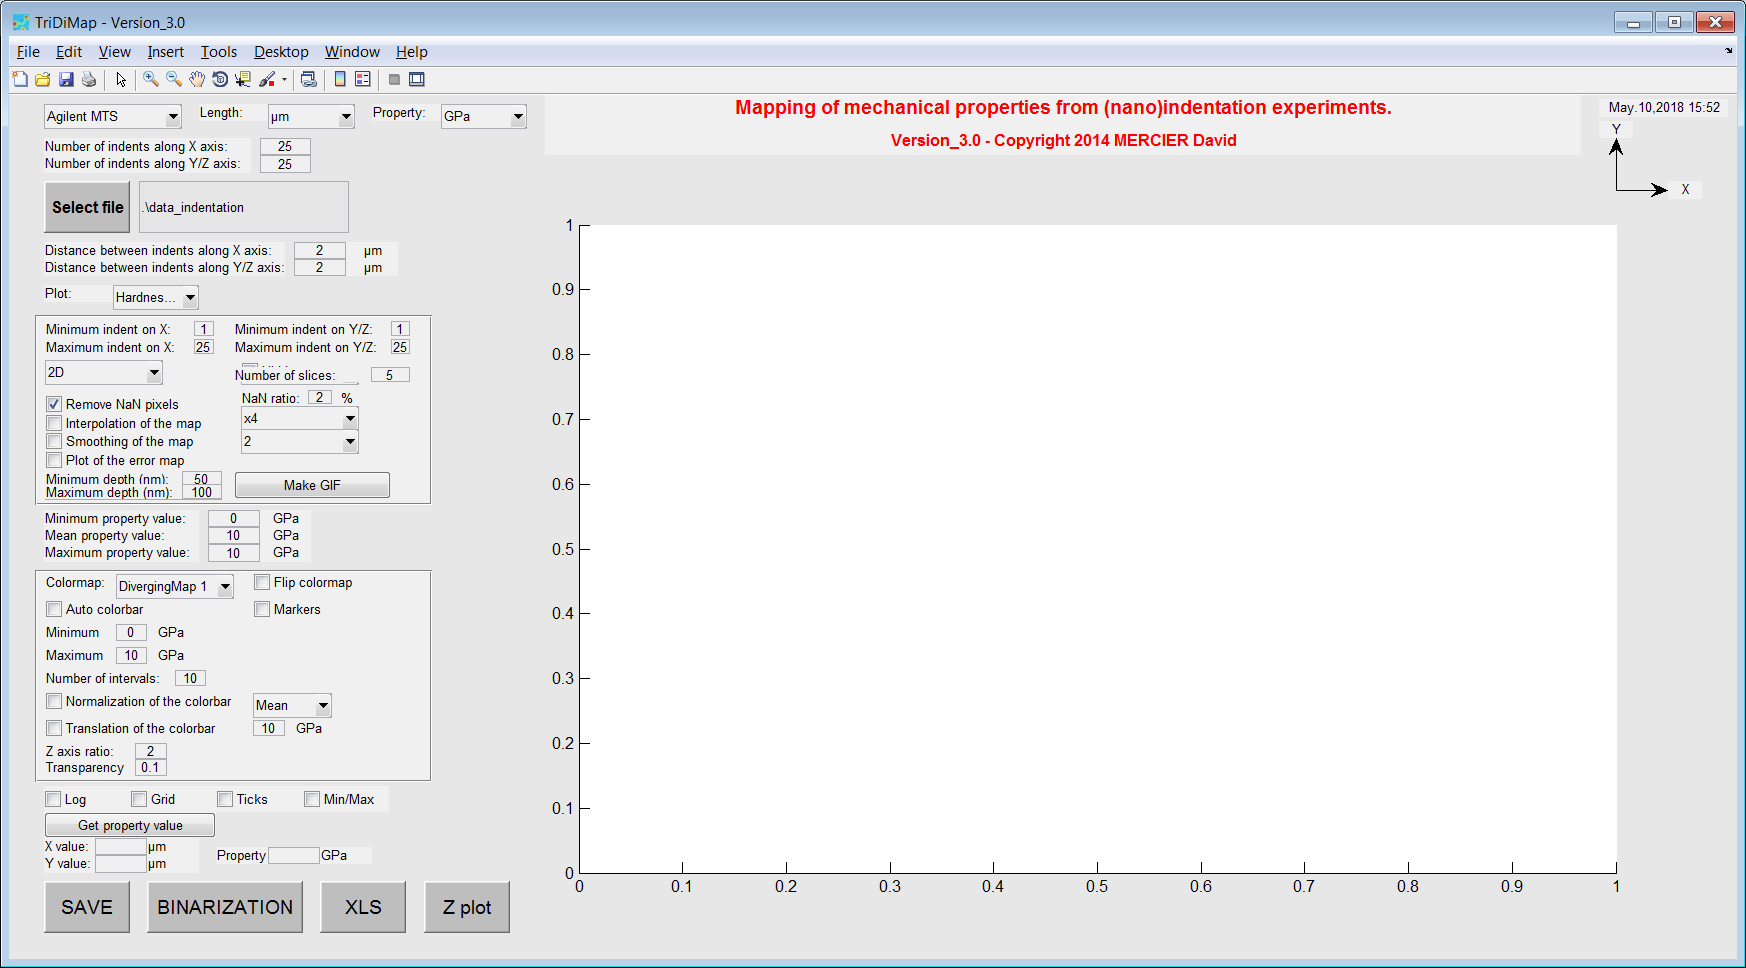 TriDiMap - Version_3.0
File Edit View Insert Tools Desktop Window Help
Agilent MTS Length: µm Property: GPa
Mapping of mechanical properties from (nano)indentation experiments.
Version_3.0 - Copyright 2014 MERCIER David
May.10,2018 15:52
Y
X
Number of indents along X axis: 25
Number of indents along Y/Z axis: 25
Select file .\data_indentation
Distance between indents along X axis: 2 µm
Distance between indents along Y/Z axis: 2 µm
Plot: Hardnes...
Minimum indent on X: 1 Minimum indent on Y/Z: 1
Maximum indent on X: 25 Maximum indent on Y/Z: 25
2D Number of slices: 5
Remove NaN pixels NaN ratio: 2 %
Interpolation of the map x4
Smoothing of the map 2
Plot of the error map
Minimum depth (nm): 50
Maximum depth (nm): 100
Make GIF
Minimum property value: 0 GPa
Mean property value: 10 GPa
Maximum property value: 10 GPa
Colormap: DivergingMap 1 Flip colormap
Auto colorbar Markers
Minimum 0 GPa
Maximum 10 GPa
Number of intervals: 10
Normalization of the colorbar Mean
Translation of the colorbar 10 GPa
Z axis ratio: 2
Transparency 0.1
Log Grid Ticks Min/Max
Get property value
X value: µm
Y value: µm
Property GPa
SAVE BINARIZATION XLS Z plot
1
0.9
0.8
0.7
0.6
0.5
0.4
0.3
0.2
0.1
0
0 0.1 0.2 0.3 0.4 0.5 0.6 0.7 0.8 0.9 1